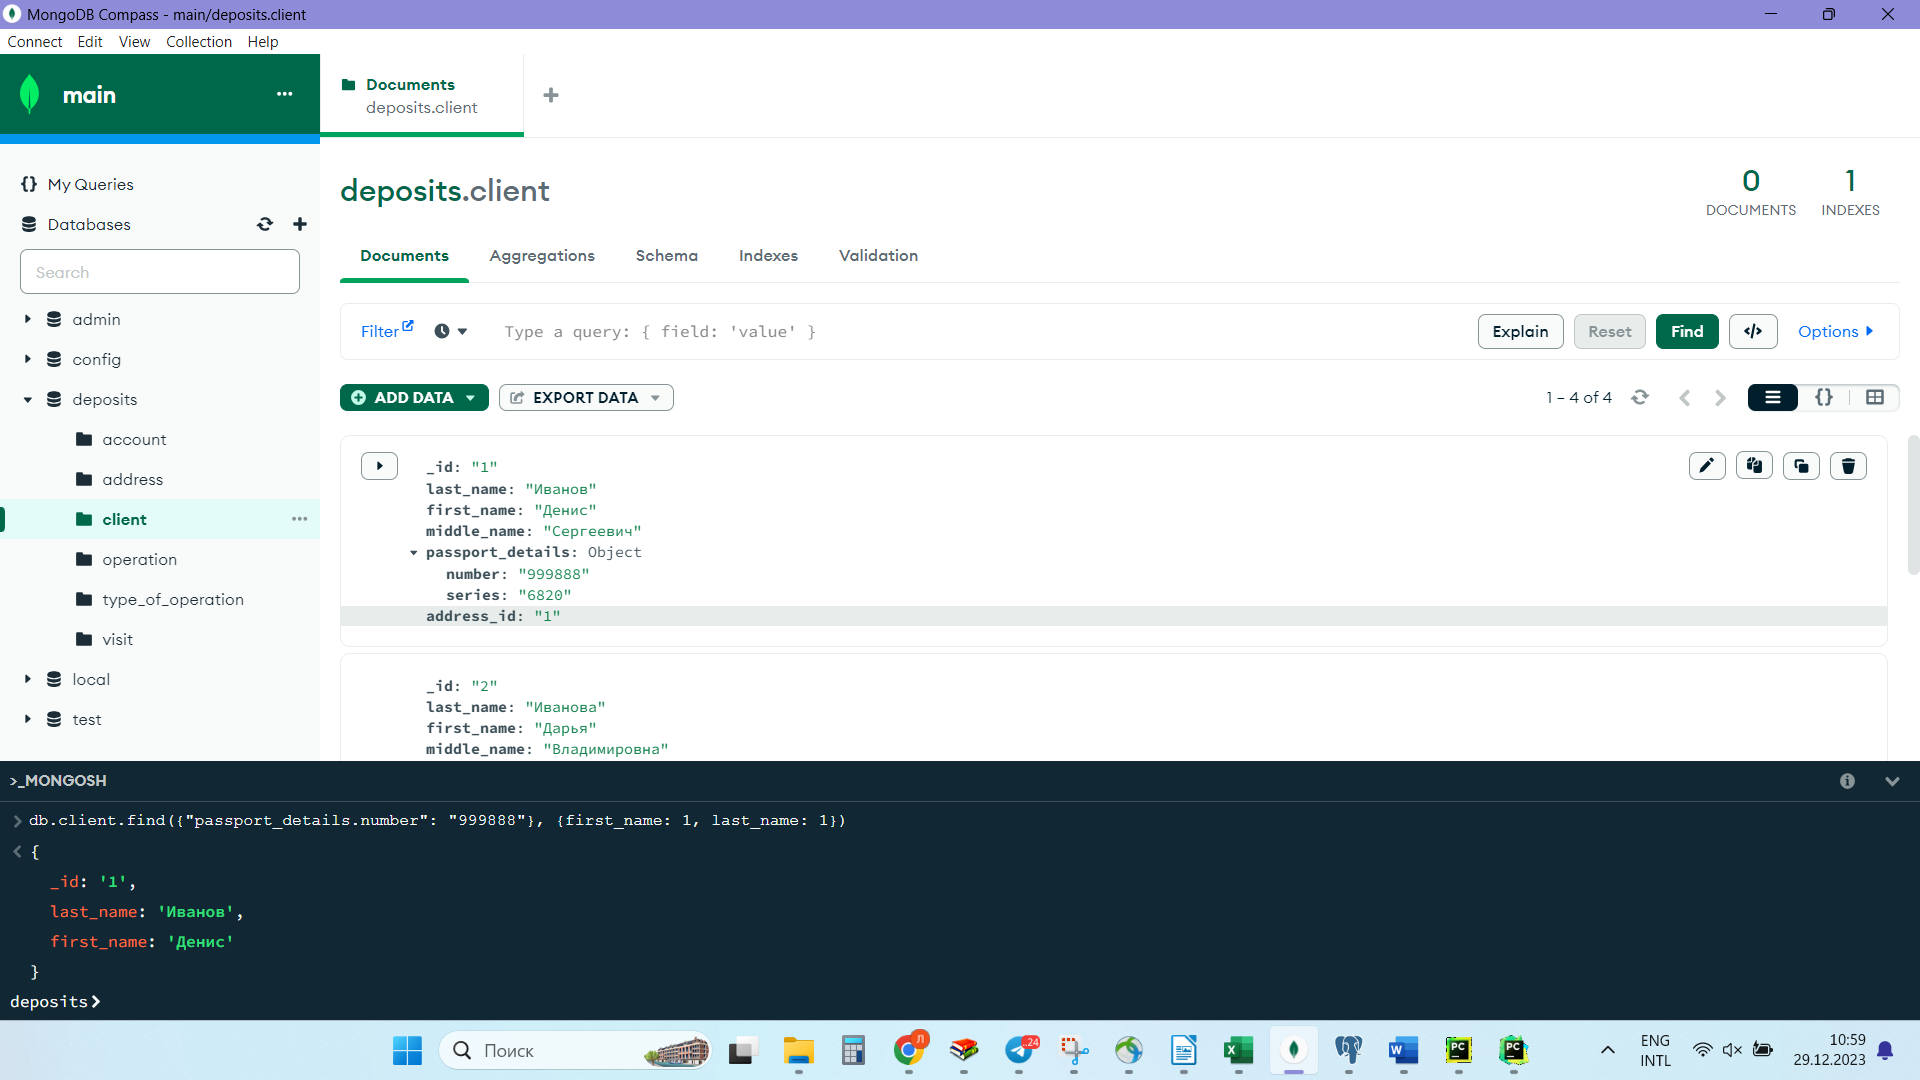 MongoDB Compass - main/deposits.client
Connect Edit View Collection Help
main
Documents
deposits.client
My Queries
Databases
Search
admin
config
deposits
account
address
client
operation
type_of_operation
visit
local
test
deposits.client
0
DOCUMENTS
1
INDEXES
Documents Aggregations Schema Indexes Validation
Filter Type a query: { field: 'value' } Explain Reset Find </> Options
ADD DATA EXPORT DATA 1 – 4 of 4 {}
_id: "1"
last_name: "Иванов"
first_name: "Денис"
middle_name: "Сергеевич"
passport_details: Object
number: "999888"
series: "6820"
address_id: "1"
_id: "2"
last_name: "Иванова"
first_name: "Дарья"
middle_name: "Владимировна"
>_MONGOSH
db.client.find({"passport_details.number": "999888"}, {first_name: 1, last_name: 1})
{
_id: '1',
last_name: 'Иванов',
first_name: 'Денис'
}
deposits>
Поиск
Л
..24
X
W
PC
PC
ENG
INTL
10:59
29.12.2023